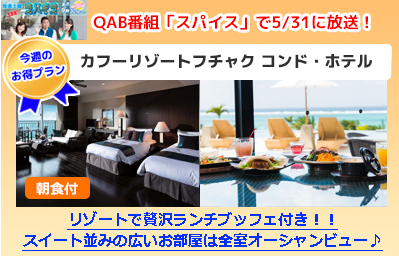 QAB番組「スパイス」で5/31に放送！
今週の
お得プラン
カフーリゾートフチャク コンド・ホテル
朝食付
リゾートで贅沢ランチブッフェ付き！！
スイート並みの広いお部屋は全室オーシャンビュー♪